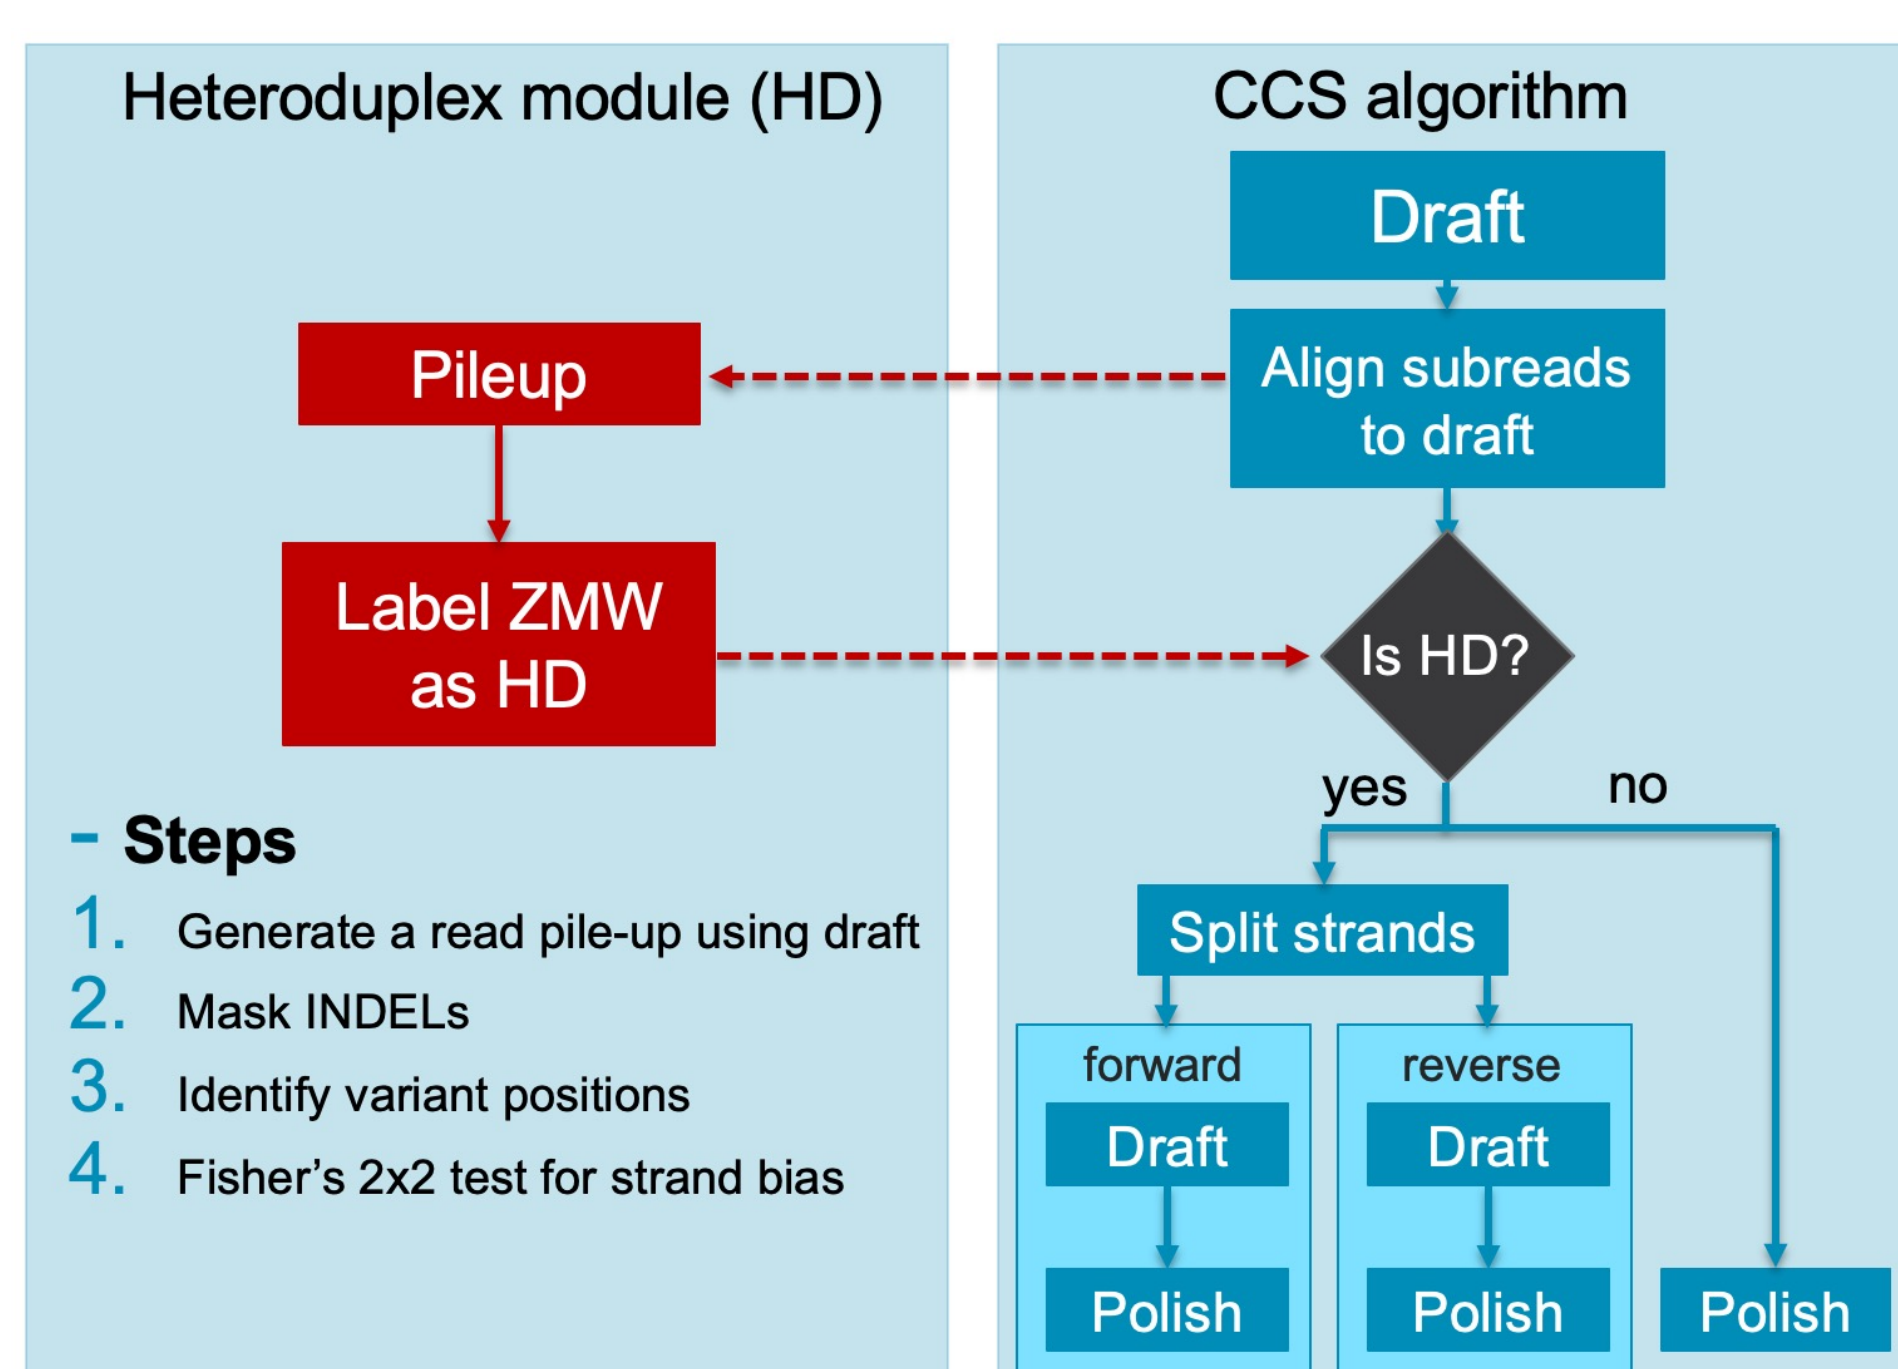 Heteroduplex module (HD)
Pileup
Label ZMW
as HD
- Steps
1. Generate a read pile-up using draft
2. Mask INDELs
3. Identify variant positions
4. Fisher's 2x2 test for strand bias
CCS algorithm
Draft
Align subreads
to draft
Is HD?
yes
no
Split strands
forward
Draft
Polish
reverse
Draft
Polish
Polish